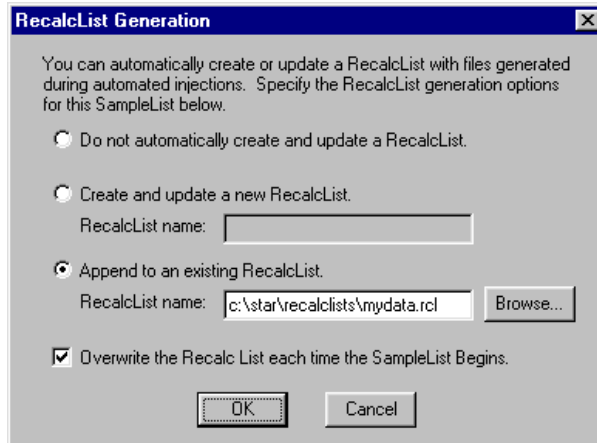 RecalcList Generation
You can automatically create or update a RecalcList with files generated
during automated injections.  Specify the RecalcList generation options
for this SampleList below.
Do not automatically create and update a RecalcList.
Create and update a new RecalcList.
RecalcList name:
Append to an existing RecalcList.
RecalcList name: c:\star\recalclists\mydata.rcl Browse...
Overwrite the Recalc List each time the SampleList Begins.
OK Cancel